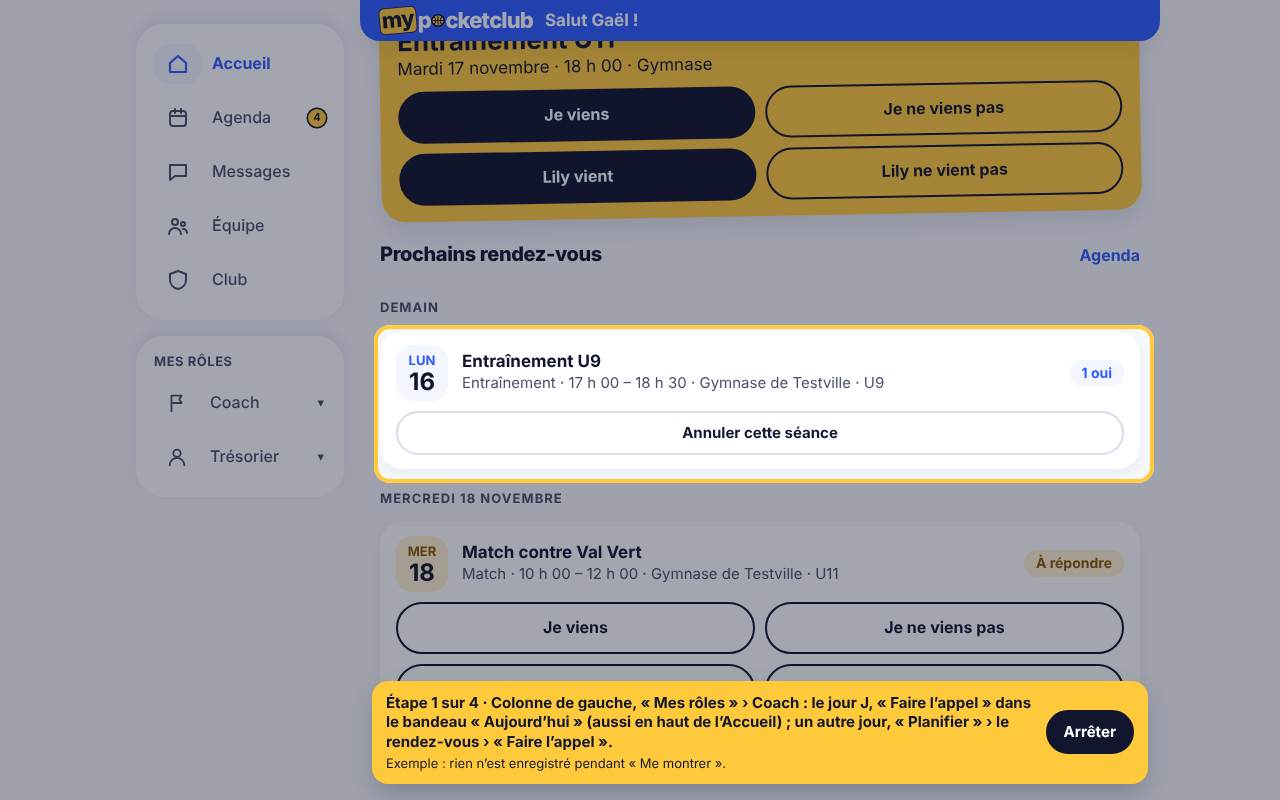 mypocketclub Salut Gaël !
Accueil
Agenda 4
Messages
Équipe
Club
MES RÔLES
Coach ▾
Trésorier ▾
Entraînement U11
Mardi 17 novembre · 18 h 00 · Gymnase
Je viens
Je ne viens pas
Lily vient
Lily ne vient pas
Prochains rendez-vous
Agenda
DEMAIN
LUN
16
Entraînement U9
Entraînement · 17 h 00 – 18 h 30 · Gymnase de Testville · U9
1 oui
Annuler cette séance
MERCREDI 18 NOVEMBRE
MER
18
Match contre Val Vert
Match · 10 h 00 – 12 h 00 · Gymnase de Testville · U11
À répondre
Je viens
Je ne viens pas
Étape 1 sur 4 · Colonne de gauche, « Mes rôles » › Coach : le jour J, « Faire l’appel » dans
le bandeau « Aujourd’hui » (aussi en haut de l’Accueil) ; un autre jour, « Planifier » › le
rendez-vous › « Faire l’appel ».
Exemple : rien n’est enregistré pendant « Me montrer ».
Arrêter